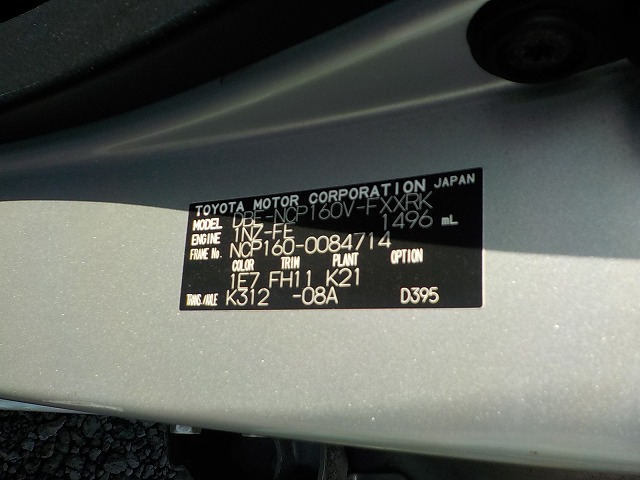 TOYOTA MOTOR CORPORATION JAPAN
MODEL DBE-NCP160V-FXXRK
ENGINE 1NZ-FE 1496 mL
FRAME No. NCP160-0084714
COLOR TRIM PLANT OPTION
1E7 FH11 K21
TRANS./AXLE K312 -08A D395